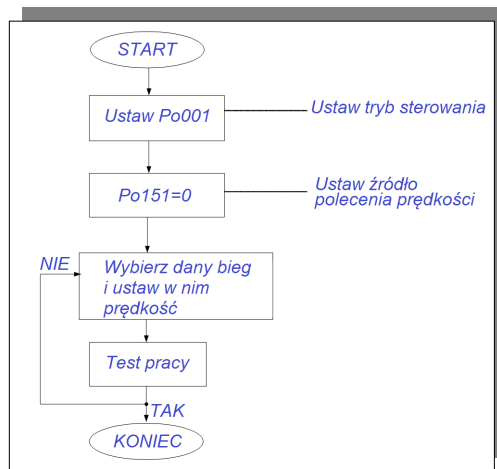 START
Ustaw Po001
Ustaw tryb sterowania
Po151=0
Ustaw źródło
polecenia prędkości
NIE
Wybierz dany bieg
i ustaw w nim
prędkość
Test pracy
TAK
KONIEC